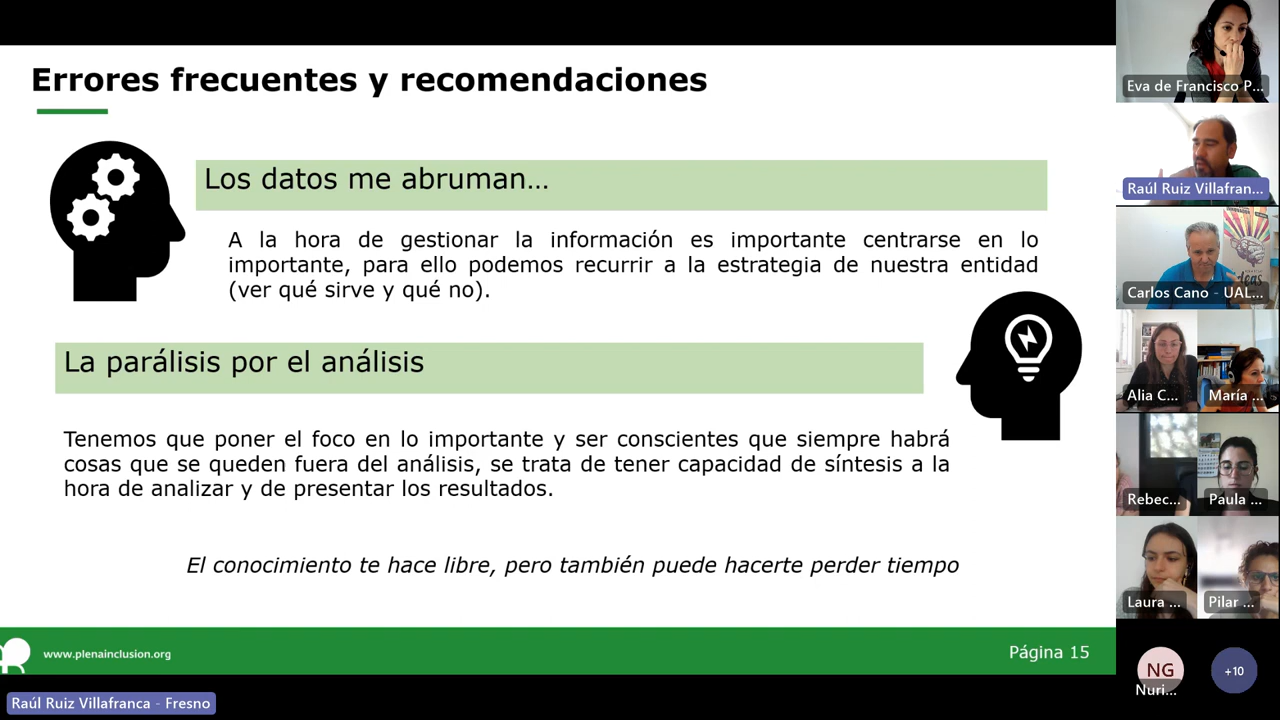 Errores frecuentes y recomendaciones
Los datos me abruman...
A la hora de gestionar la información es importante centrarse en lo
importante, para ello podemos recurrir a la estrategia de nuestra entidad
(ver qué sirve y qué no).
La parálisis por el análisis
Tenemos que poner el foco en lo importante y ser conscientes que siempre habrá
cosas que se queden fuera del análisis, se trata de tener capacidad de síntesis a la
hora de analizar y de presentar los resultados.
El conocimiento te hace libre, pero también puede hacerte perder tiempo
www.plenainclusion.org
Página 15
Raúl Ruiz Villafranca - Fresno
Eva de Francisco P...
Raúl Ruiz Villafran...
Carlos Cano - UAL...
Alia C...
María ...
Rebec...
Paula ...
Laura ...
Pilar ...
NG
Nuri...
+10